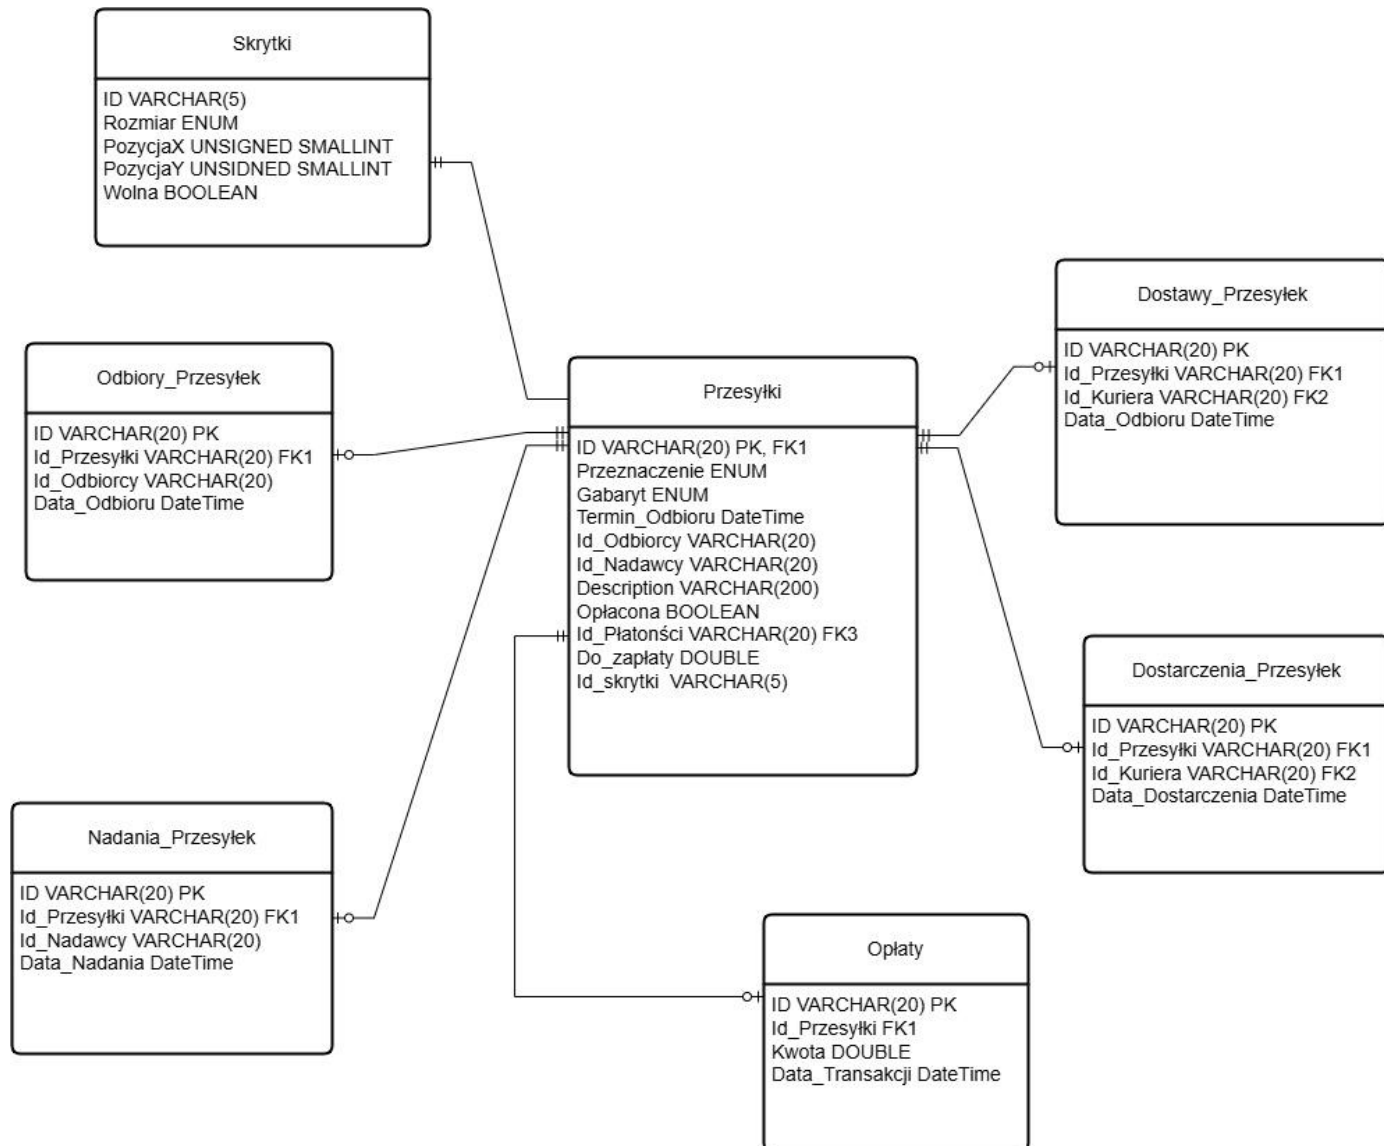 Skrytki
ID VARCHAR(5)
Rozmiar ENUM
PozycjaX UNSIGNED SMALLINT
PozycjaY UNSIDNED SMALLINT
Wolna BOOLEAN
Odbiory_Przesyłek
ID VARCHAR(20) PK
Id_Przesyłki VARCHAR(20) FK1
Id_Odbiorcy VARCHAR(20)
Data_Odbioru DateTime
Nadania_Przesyłek
ID VARCHAR(20) PK
Id_Przesyłki VARCHAR(20) FK1
Id_Nadawcy VARCHAR(20)
Data_Nadania DateTime
Przesyłki
ID VARCHAR(20) PK, FK1
Przeznaczenie ENUM
Gabaryt ENUM
Termin_Odbioru DateTime
Id_Odbiorcy VARCHAR(20)
Id_Nadawcy VARCHAR(20)
Description VARCHAR(200)
Opłacona BOOLEAN
Id_Płatonści VARCHAR(20) FK3
Do_zapłaty DOUBLE
Id_skrytki VARCHAR(5)
Dostawy_Przesyłek
ID VARCHAR(20) PK
Id_Przesyłki VARCHAR(20) FK1
Id_Kuriera VARCHAR(20) FK2
Data_Odbioru DateTime
Dostarczenia_Przesyłek
ID VARCHAR(20) PK
Id_Przesyłki VARCHAR(20) FK1
Id_Kuriera VARCHAR(20) FK2
Data_Dostarczenia DateTime
Opłaty
ID VARCHAR(20) PK
Id_Przesyłki FK1
Kwota DOUBLE
Data_Transakcji DateTime